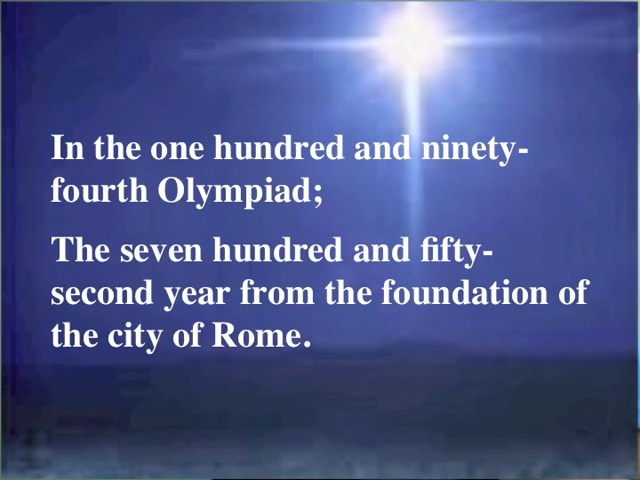 In the one hundred and ninety-
fourth Olympiad;
The seven hundred and fifty-
second year from the foundation of
the city of Rome.